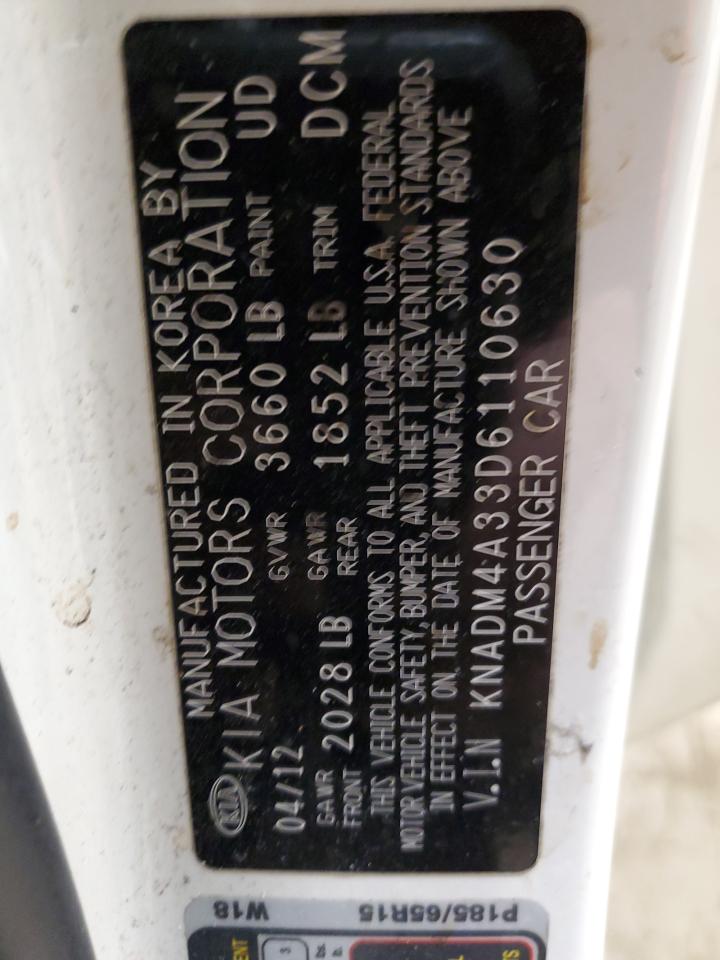 MANUFACTURED IN KOREA BY
KIA KIA MOTORS CORPORATION
04/12 GVWR 3660 LB PAINT UD
GAWR FRONT 2028 LB GAWR REAR 1852 LB TRIM DCM
THIS VEHICLE CONFORMS TO ALL APPLICABLE U.S.A. FEDERAL
MOTOR VEHICLE SAFETY, BUMPER, AND THEFT PREVENTION STANDARDS
IN EFFECT ON THE DATE OF MANUFACTURE SHOWN ABOVE
V.I.N KNADM4A33D6110630
PASSENGER CAR
P185/65R15 W18
3